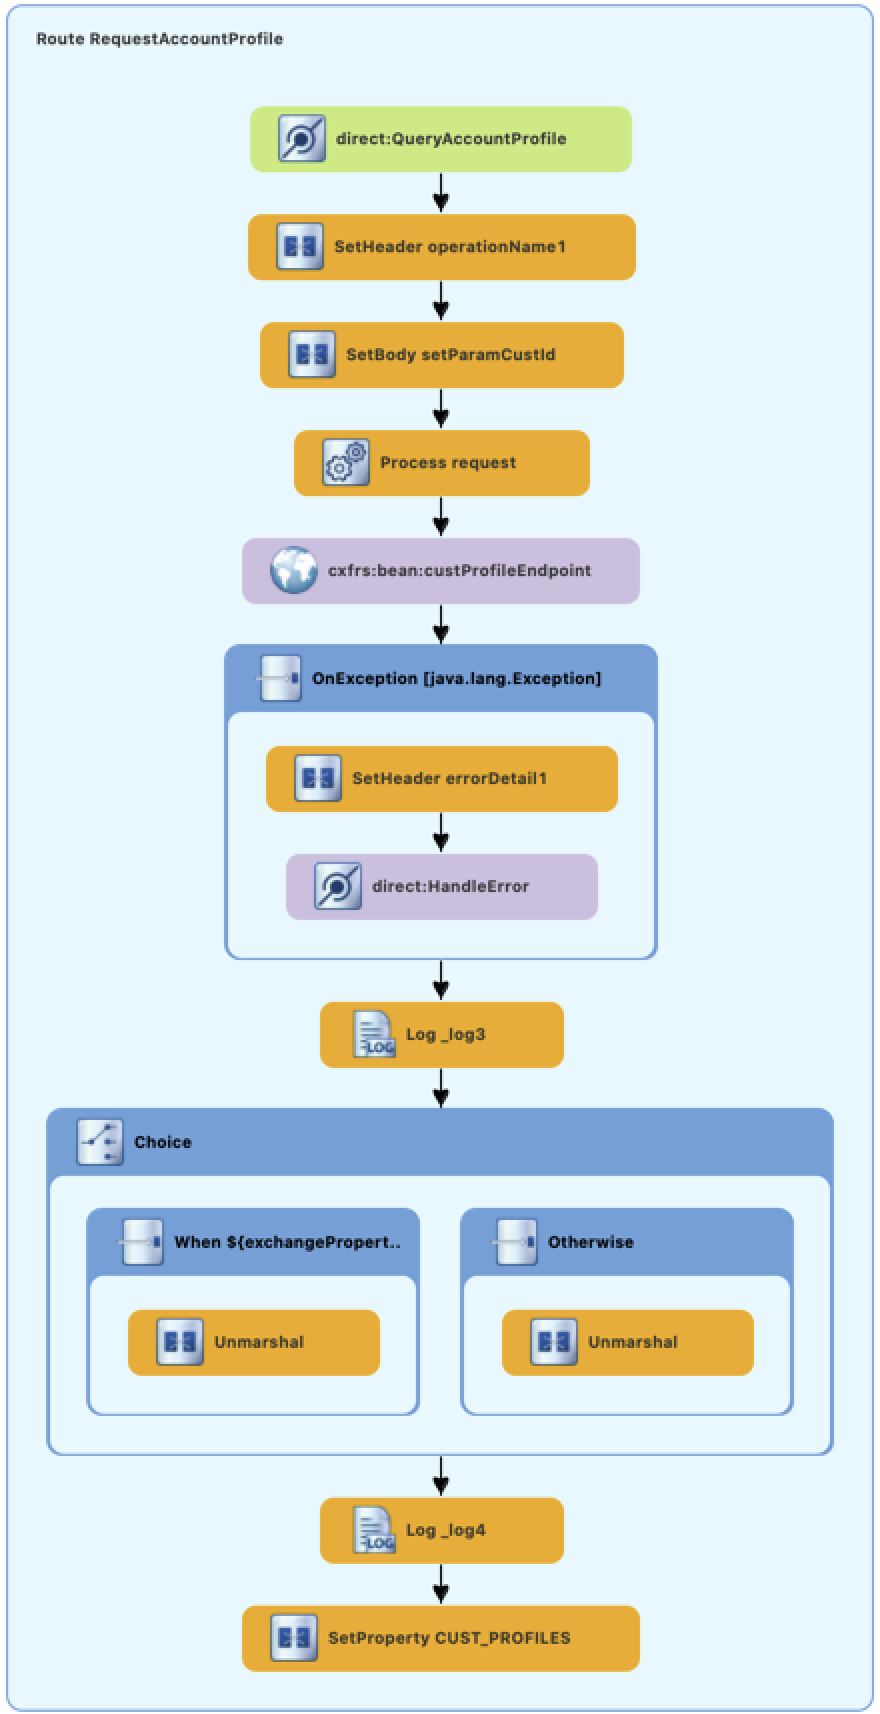 Route RequestAccountProfile
direct:QueryAccountProfile
SetHeader operationName1
SetBody setParamCustId
Process request
cxfrs:bean:custProfileEndpoint
OnException [java.lang.Exception]
SetHeader errorDetail1
direct:HandleError
LOG
Log _log3
Choice
When ${exchangePropert..
Otherwise
Unmarshal
Unmarshal
LOG
Log _log4
SetProperty CUST_PROFILES